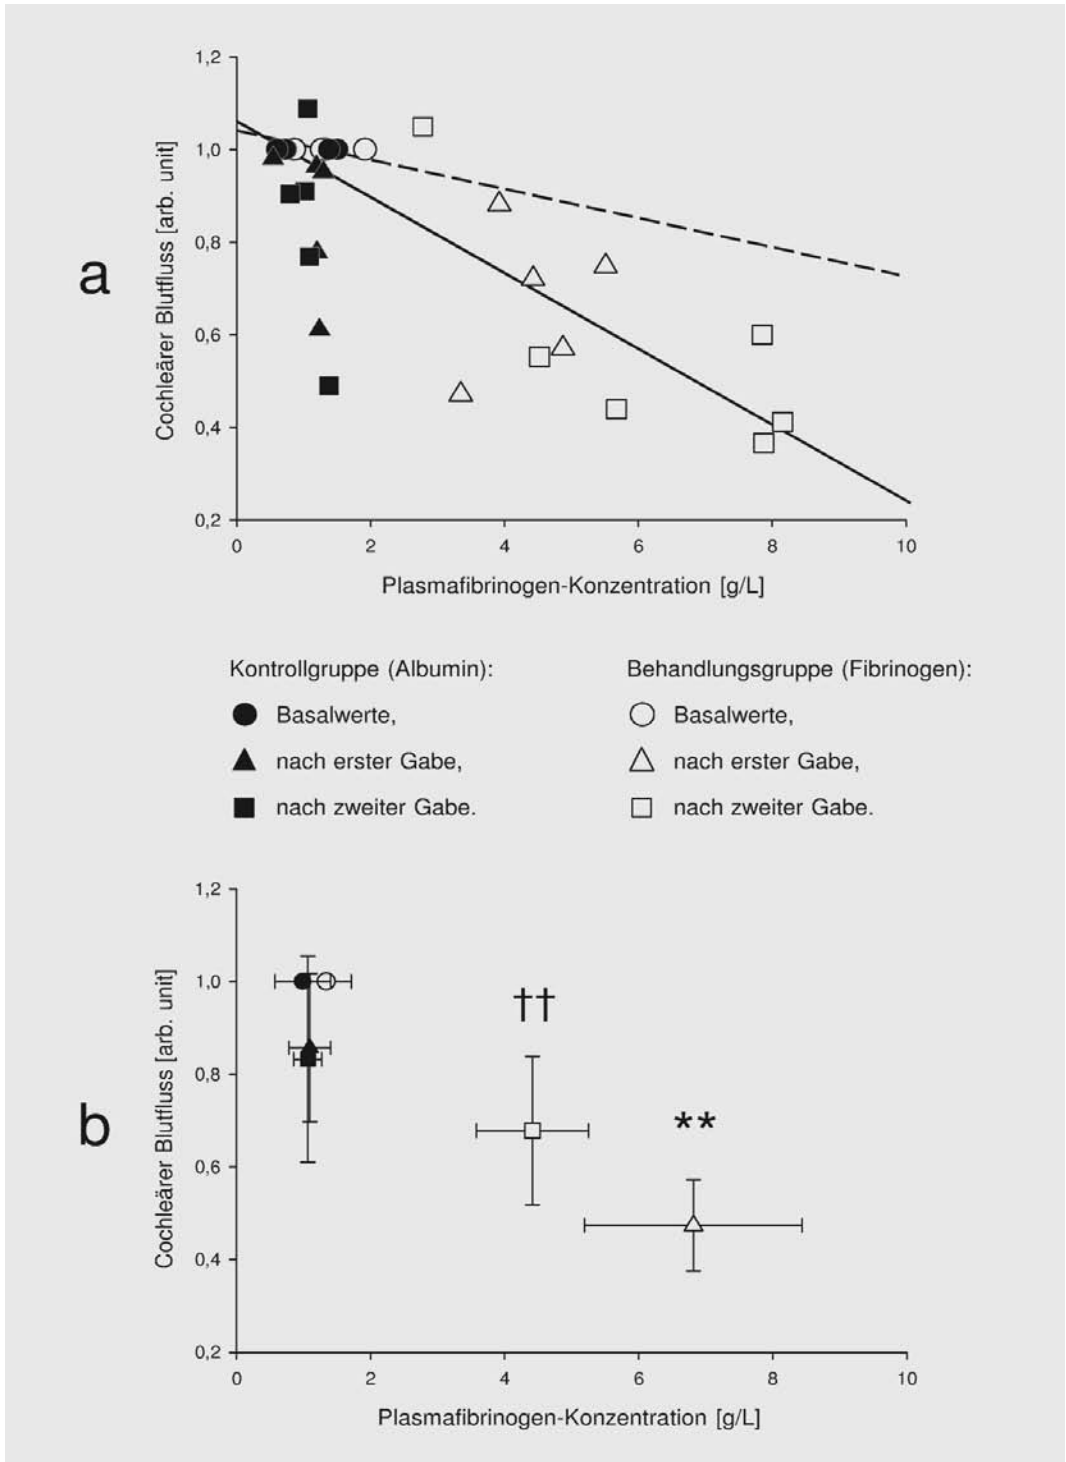 a
Cochleärer Blutfluss [arb. unit]
1,2
1,0
0,8
0,6
0,4
0,2
0 2 4 6 8 10
Plasmafibrinogen-Konzentration [g/L]
Kontrollgruppe (Albumin):
Basalwerte,
nach erster Gabe,
nach zweiter Gabe.
Behandlungsgruppe (Fibrinogen):
Basalwerte,
nach erster Gabe,
nach zweiter Gabe.
b
Cochleärer Blutfluss [arb. unit]
1,2
1,0
0,8
0,6
0,4
0,2
††
**
0 2 4 6 8 10
Plasmafibrinogen-Konzentration [g/L]